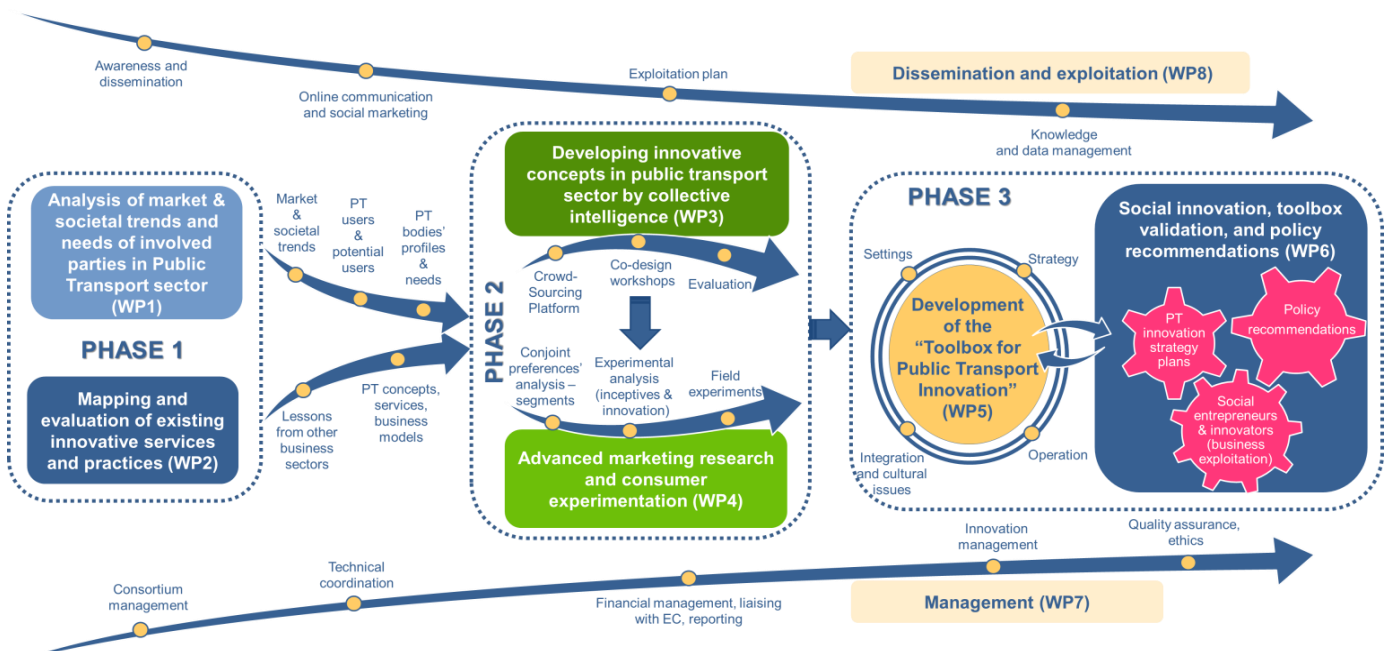 Awareness and
dissemination
Online communication
and social marketing
Exploitation plan
Dissemination and exploitation (WP8)
Knowledge
and data management
Analysis of market &
societal trends and
needs of involved
parties in Public
Transport sector
(WP1)
PHASE 1
Mapping and
evaluation of existing
innovative services
and practices (WP2)
Market
&
societal
trends
PT
users
&
potential
users
PT
bodies'
profiles
&
needs
Lessons
from other
business
sectors
PT concepts,
services,
business
models
PHASE 2
Developing innovative
concepts in public transport
sector by collective
intelligence (WP3)
Crowd-
Sourcing
Platform
Co-design
workshops
Evaluation
Conjoint
preferences'
analysis –
segments
Experimental
analysis
(inceptives &
innovation)
Field
experiments
Advanced marketing research
and consumer
experimentation (WP4)
PHASE 3
Settings
Strategy
Development
of the
“Toolbox for
Public Transport
Innovation”
(WP5)
Integration
and cultural
issues
Operation
Social innovation, toolbox
validation, and policy
recommendations (WP6)
PT
innovation
strategy
plans
Policy
recommendations
Social
entrepreneurs
& innovators
(business
exploitation)
Consortium
management
Technical
coordination
Financial management, liaising
with EC, reporting
Innovation
management
Quality assurance,
ethics
Management (WP7)